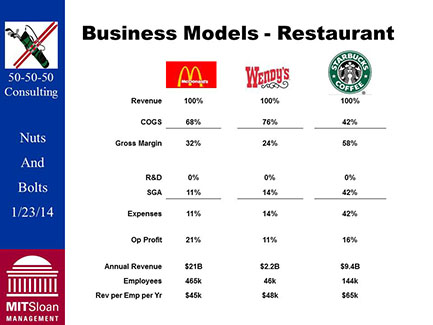 Business Models - Restaurant
50-50-50
Consulting
Nuts
And
Bolts
1/23/14
MITSloan
MANAGEMENT
McDonald's WENDY'S STARBUCKS COFFEE
Revenue 100% 100% 100%
COGS 68% 76% 42%
Gross Margin 32% 24% 58%
R&D 0% 0% 0%
SGA 11% 14% 42%
Expenses 11% 14% 42%
Op Profit 21% 11% 16%
Annual Revenue $21B $2.2B $9.4B
Employees 465k 46k 144k
Rev per Emp per Yr $45k $48k $65k